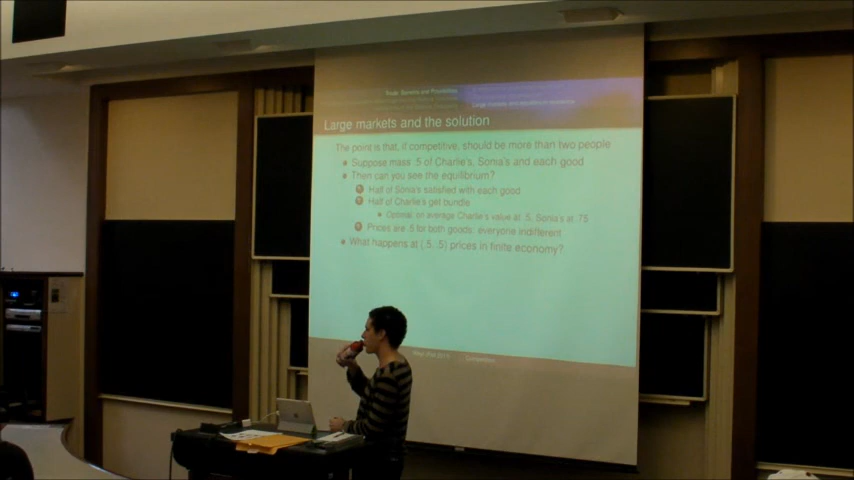 Trade: Barriers and Possibilities
Large markets and equilibrium existence
Large markets and the solution
The point is that, if competitive, should be more than two people
Suppose mass .5 of Charlie's, Sonia's and each good
Then can you see the equilibrium?
Half of Sonia's satisfied with each good
Half of Charlie's get bundle
Optimal: on average Charlie's value at .5, Sonia's at .75
Prices are .5 for both goods: everyone indifferent
What happens at (.5, .5) prices in finite economy?
Competition